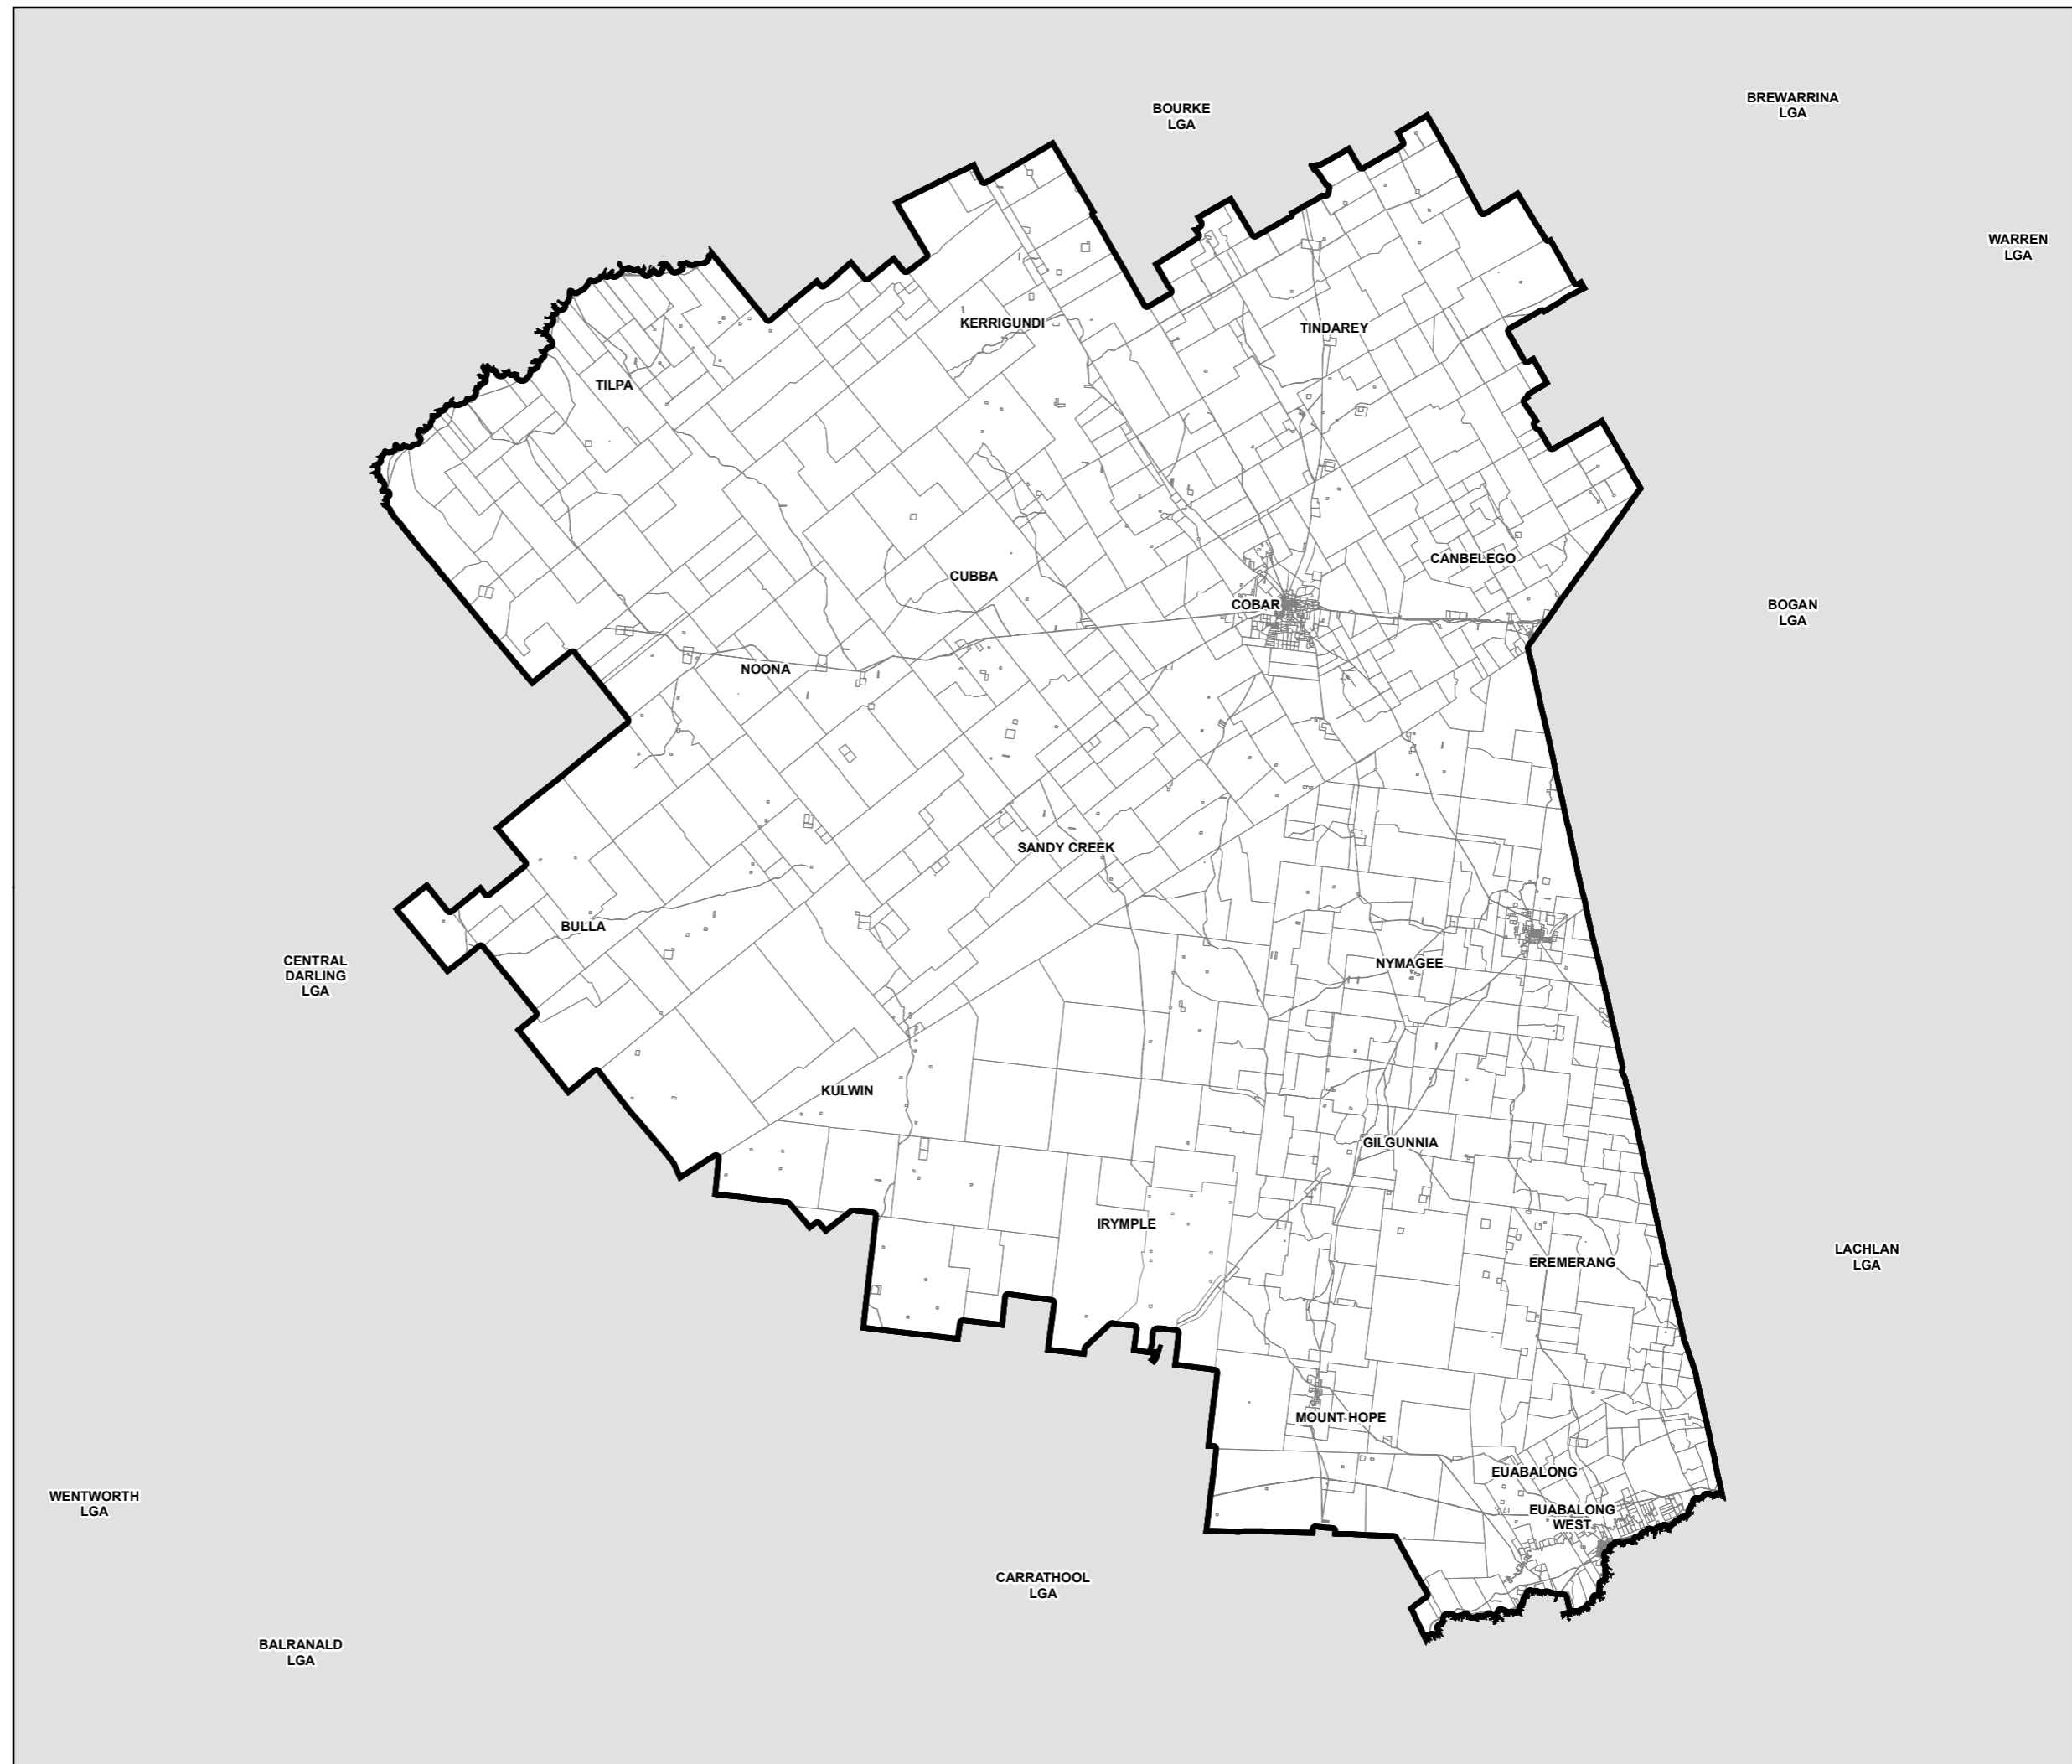 BREWARRINA
LGA
BOURKE
LGA
WARREN
LGA
KERRIGUNDI
TINDAREY
TILPA
CANBELEGO
CUBBA
COBAR
BOGAN
LGA
NOONA
SANDY CREEK
BULLA
CENTRAL
DARLING
LGA
NYMAGEE
KULWIN
GILGUNNIA
IRYMPLE
EREMERANG
LACHLAN
LGA
MOUNT HOPE
EUABALONG
WENTWORTH
LGA
EUABALONG
WEST
CARRATHOOL
LGA
BALRANALD
LGA